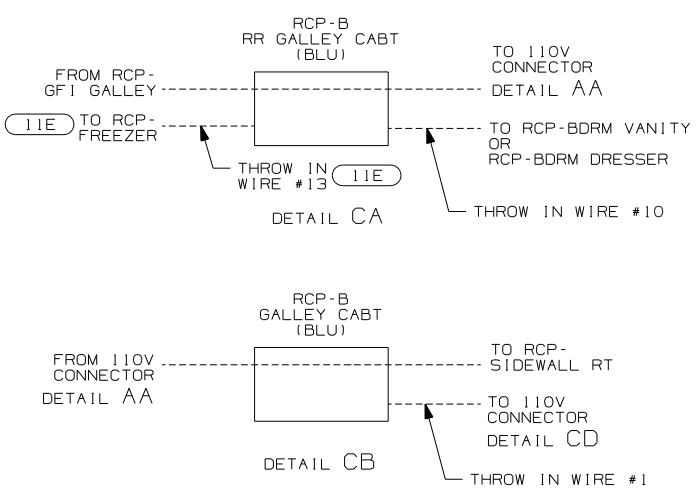 RCP-B
RR GALLEY CABT
(BLU)
FROM RCP-
GFI GALLEY
TO 110V
CONNECTOR
DETAIL AA
11E
TO RCP-
FREEZER
TO RCP-BDRM VANITY
OR
RCP-BDRM DRESSER
THROW IN
WIRE #13
11E
THROW IN WIRE #10
DETAIL CA
RCP-B
GALLEY CABT
(BLU)
FROM 110V
CONNECTOR
DETAIL AA
TO RCP-
SIDEWALL RT
TO 110V
CONNECTOR
DETAIL CD
DETAIL CB
THROW IN WIRE #1